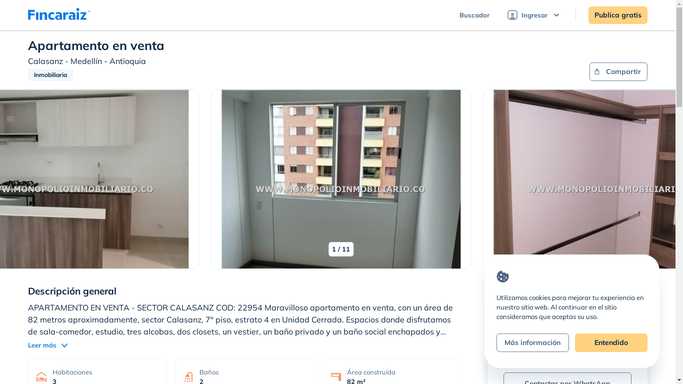 Fincaraíz
Buscador
Ingresar
Publica gratis
Apartamento en venta
Calasanz - Medellín - Antioquia
Inmobiliaria
Compartir
WWW.MONOPOLIOINMOBILIARIO.CO
WWW.MONOPOLIOINMOBILIARIO.CO
WWW.MONOPOLIOINMOBILIARIO
1 / 11
Descripción general
APARTAMENTO EN VENTA - SECTOR CALASANZ COD: 22954 Maravilloso apartamento en venta, con un área de
82 metros aproximadamente, sector Calasanz, 7° piso, estrato 4 en Unidad Cerrada. Espacios donde disfrutamos
de sala-comedor, estudio, tres alcobas, dos closets, un vestier, un baño privado y un baño social enchapados y...
Leer más
Habitaciones
3
Baños
2
Área construida
82 m²
Utilizamos cookies para mejorar tu experiencia en
nuestro sitio web. Al continuar en el sitio
consideramos que aceptas su uso.
Más información
Entendido
Contactar por WhatsApp